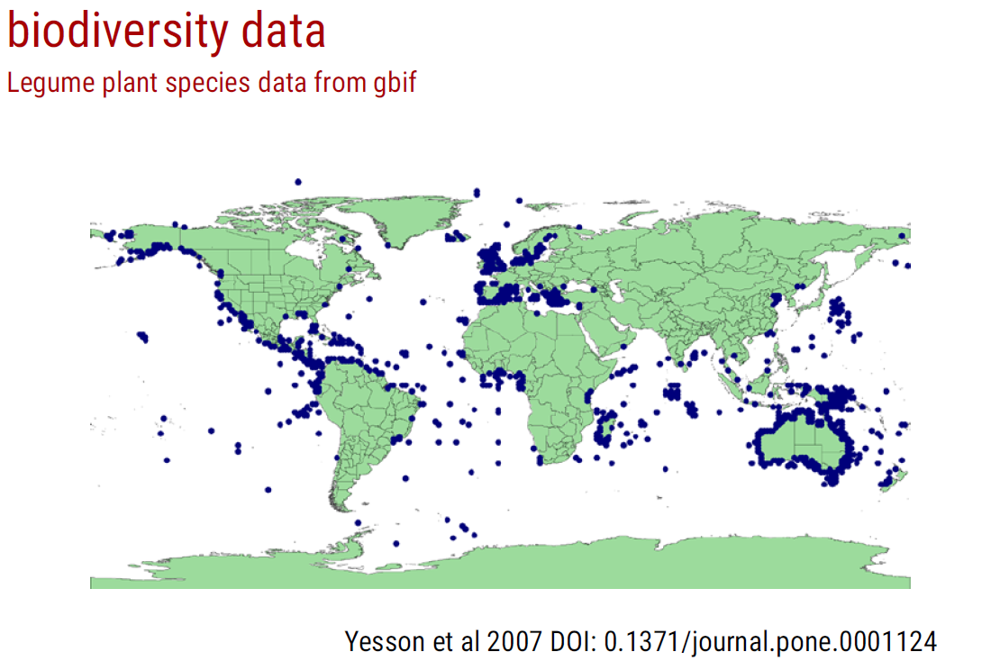 biodiversity data
Legume plant species data from gbif
Yesson et al 2007 DOI: 0.1371/journal.pone.0001124